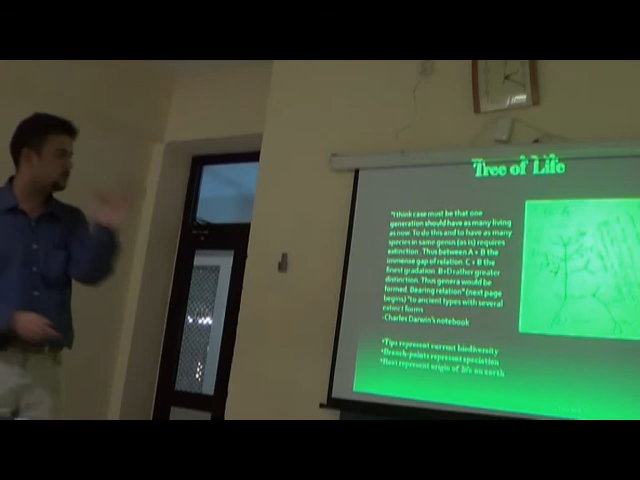 Tree of Life
"I think case must be that one
generation should have as many living
as now. To do this and to have as many
species in same genus (as is) requires
extinction . Thus between A + B the
immense gap of relation. C + B the
finest gradation. B+D rather greater
distinction. Thus genera would be
formed. Bearing relation" (next page
begins) "to ancient types with several
extinct forms
-Charles Darwin's notebook
•Tips represent current biodiversity
•Branch-points represent speciation
•Root represent origin of life on earth